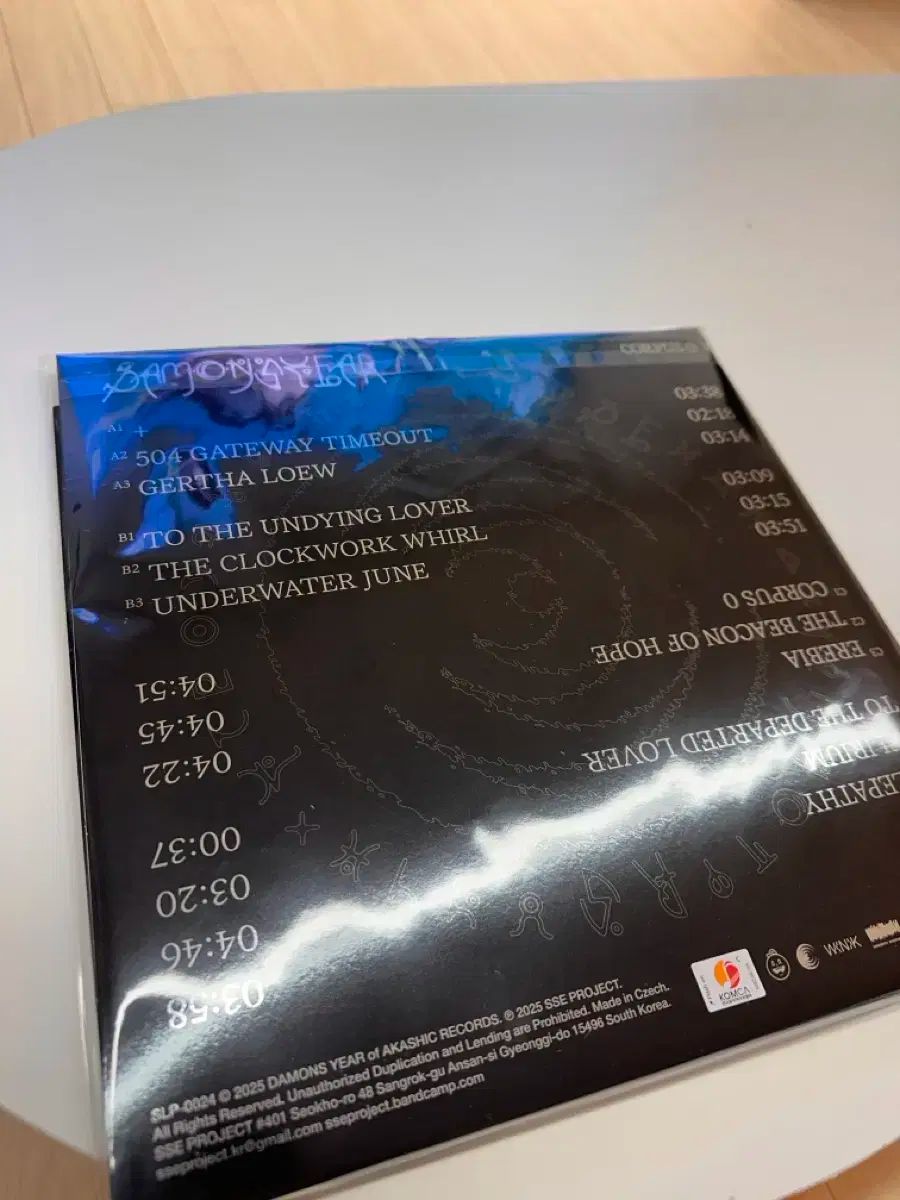 DAMONS YEAR
A1 + 03:38
A2 504 GATEWAY TIMEOUT 02:18
A3 GERTHA LOEW 03:14
B1 TO THE UNDYING LOVER 03:09
B2 THE CLOCKWORK WHIRL 03:15
B3 UNDERWATER JUNE 03:51
C1 CORPUS 0 04:51
C2 THE BEACON OF HOPE 04:45
C3 EREBIA 04:22
TO THE DEPARTED LOVER 00:37
03:20
04:46
03:58
KOMCA
SLP-0024 © 2025 DAMONS YEAR of AKASHIC RECORDS. ℗ 2025 SSE PROJECT.
All Rights Reserved. Unauthorized Duplication and Lending are Prohibited. Made in Czech.
SSE PROJECT #401 Seokho-ro 48 Sangrok-gu Ansan-si Gyeonggi-do 15496 South Korea.
sseproject.kr@gmail.com sseproject.bandcamp.com